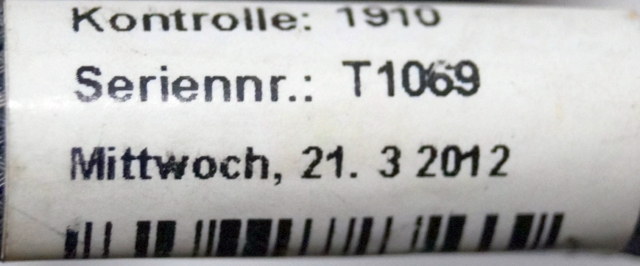 Kontrolle: 1910
Seriennr.: T1069
Mittwoch, 21. 3 2012